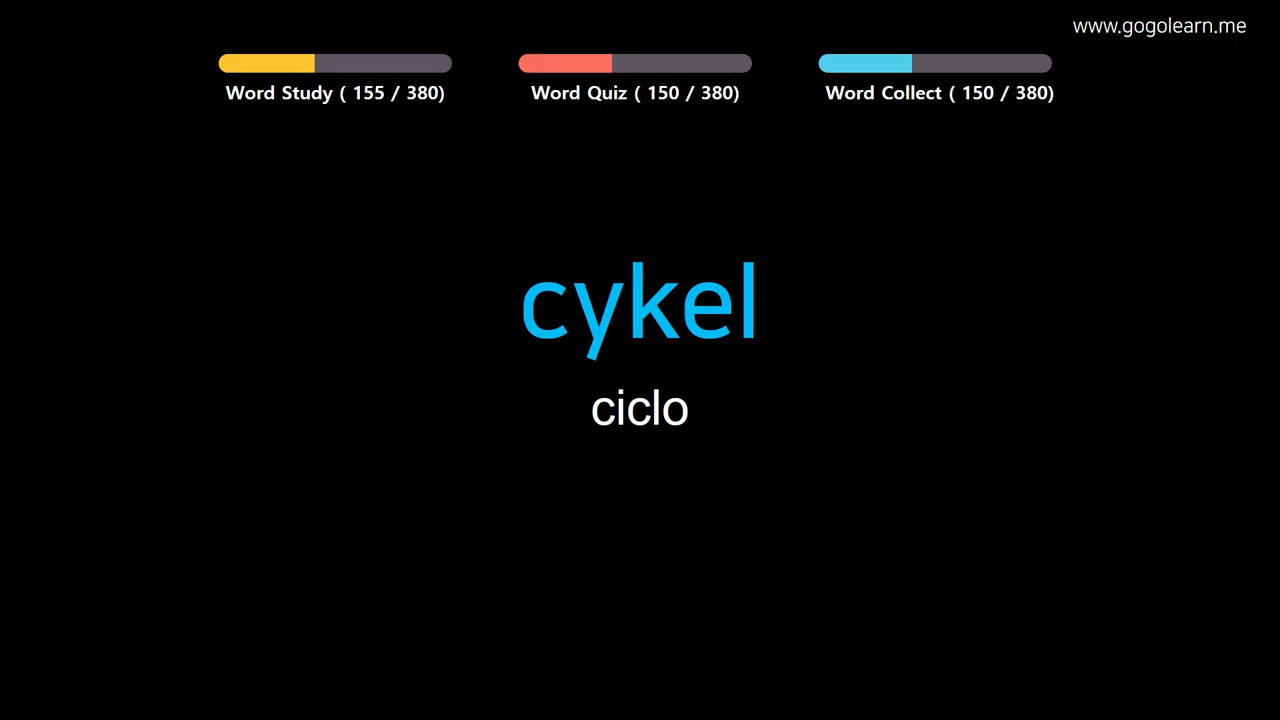 www.gogolearn.me
Word Study ( 155 / 380)
Word Quiz ( 150 / 380)
Word Collect ( 150 / 380)
cykel
ciclo